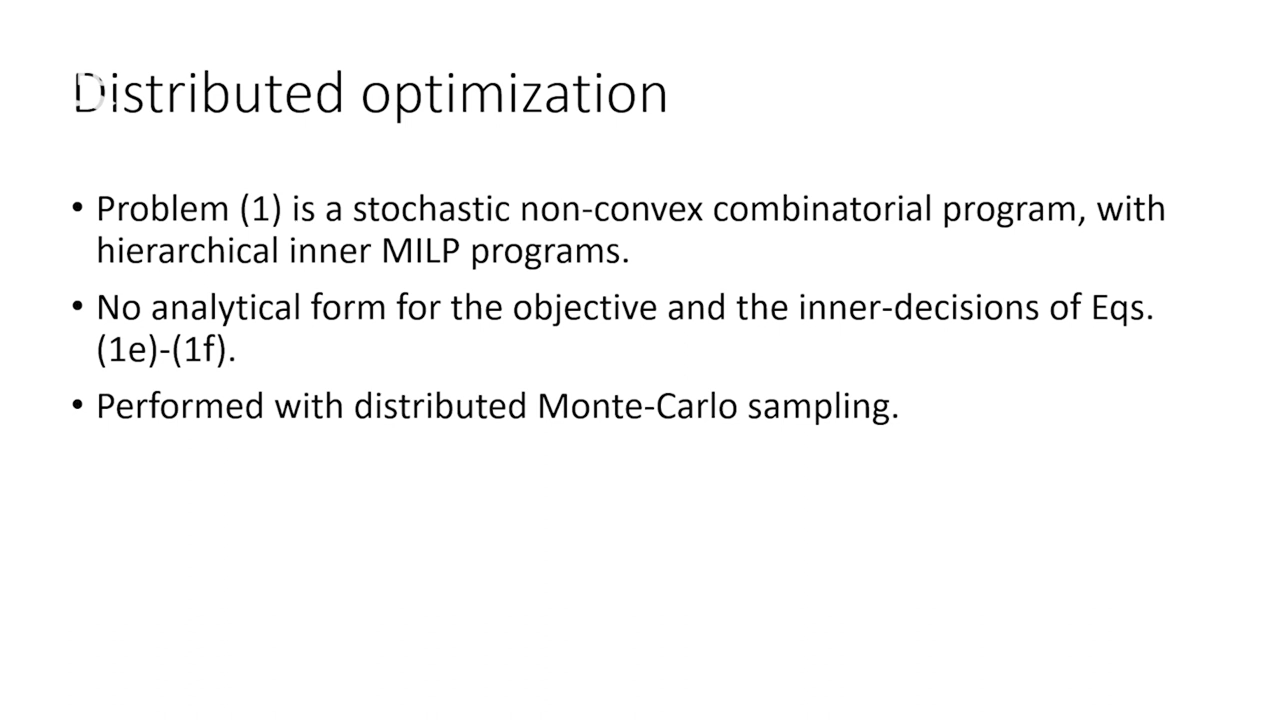 Distributed optimization
• Problem (1) is a stochastic non-convex combinatorial program, with
hierarchical inner MILP programs.
• No analytical form for the objective and the inner-decisions of Eqs.
(1e)-(1f).
• Performed with distributed Monte-Carlo sampling.